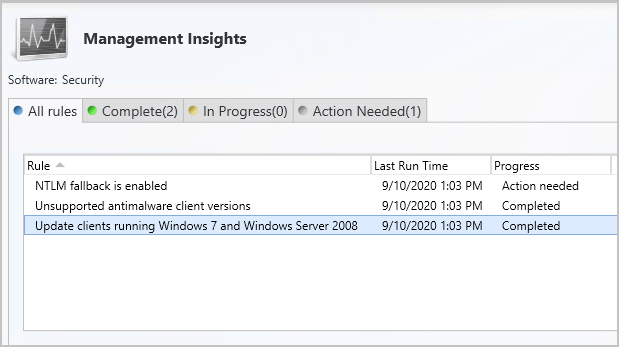 Management Insights
Software: Security
All rules Complete(2) In Progress(0) Action Needed(1)
Rule Last Run Time Progress
NTLM fallback is enabled 9/10/2020 1:03 PM Action needed
Unsupported antimalware client versions 9/10/2020 1:03 PM Completed
Update clients running Windows 7 and Windows Server 2008 9/10/2020 1:03 PM Completed